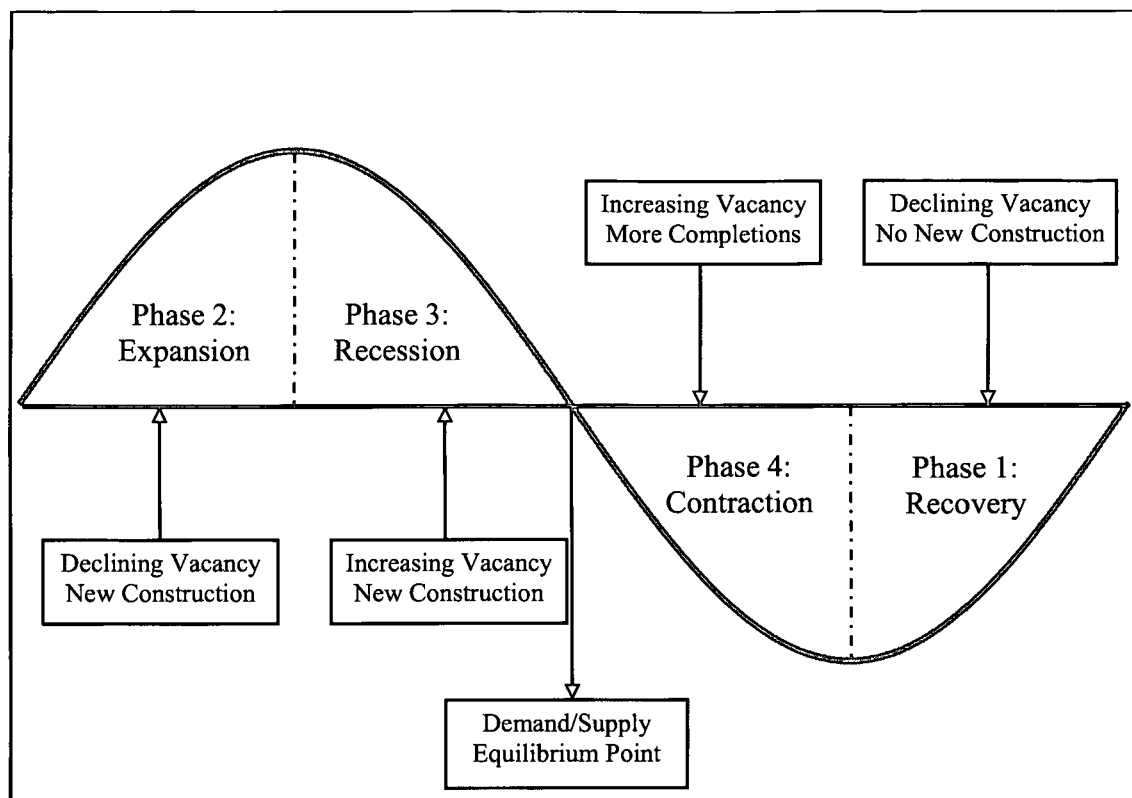 Increasing Vacancy
More Completions
Declining Vacancy
No New Construction
Phase 2:
Expansion
Phase 3:
Recession
Phase 4:
Contraction
Phase 1:
Recovery
Declining Vacancy
New Construction
Increasing Vacancy
New Construction
Demand/Supply
Equilibrium Point